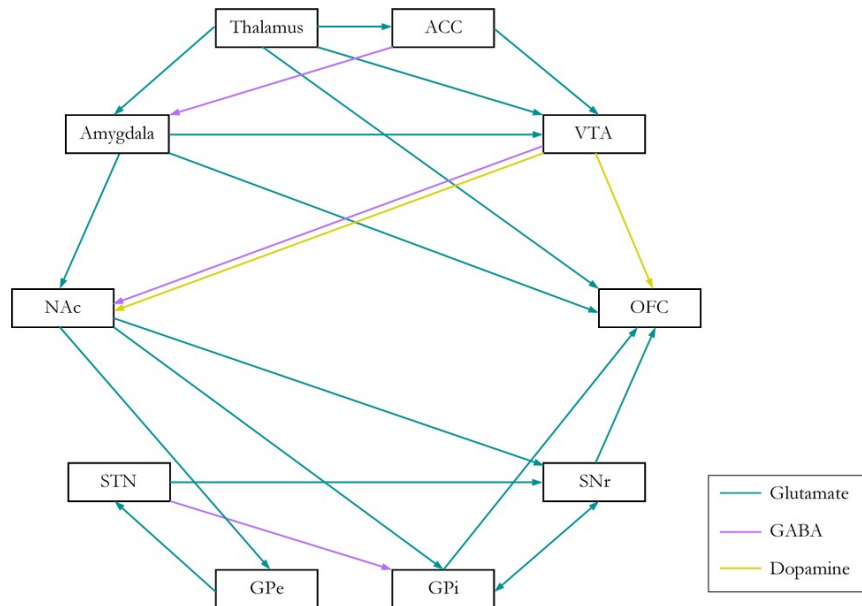 Thalamus
ACC
Amygdala
VTA
NAc
OFC
STN
SNr
GPe
GPi
Glutamate
GABA
Dopamine